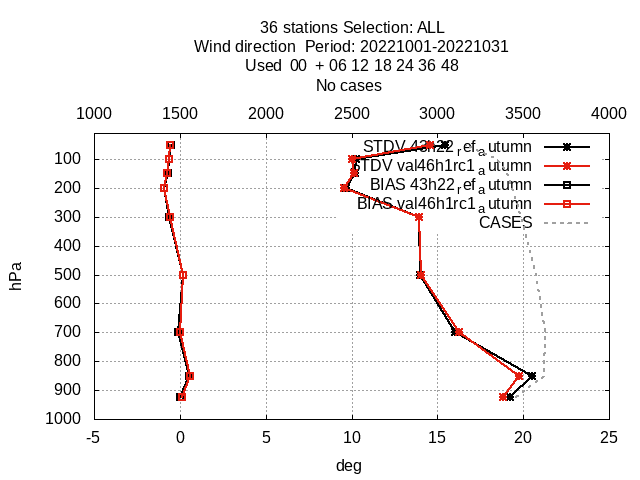 36 stations Selection: ALL
Wind direction  Period: 20221001-20221031
Used  00  + 06 12 18 24 36 48
No cases
1000 1500 2000 2500 3000 3500 4000
STDV 43h22ref_autumn
STDV val46h1rc1_autumn
BIAS 43h22ref_autumn
BIAS val46h1rc1_autumn
CASES
100
200
300
400
500
600
700
800
900
1000
hPa
-5 0 5 10 15 20 25
deg